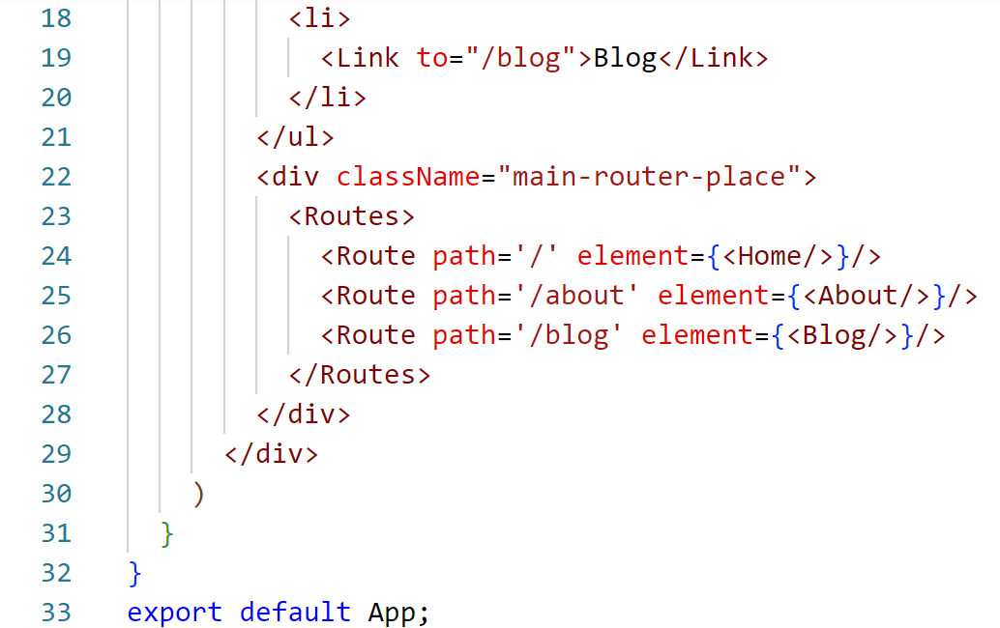 18 <li>
19 <Link to="/blog">Blog</Link>
20 </li>
21 </ul>
22 <div className="main-router-place">
23 <Routes>
24 <Route path='/' element={<Home/>}/>
25 <Route path='/about' element={<About/>}/>
26 <Route path='/blog' element={<Blog/>}/>
27 </Routes>
28 </div>
29 </div>
30 )
31 }
32 }
33 export default App;